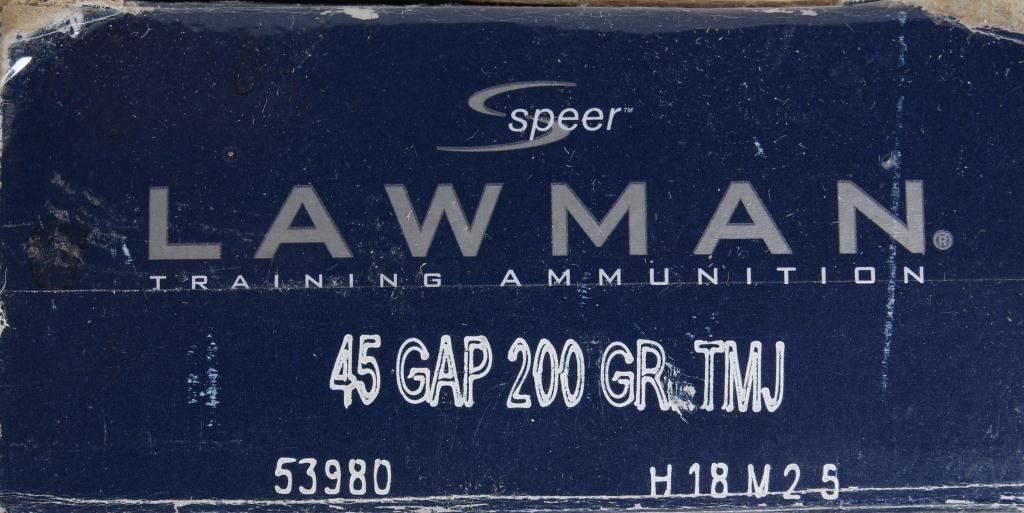 speer™
LAWMAN®
TRAINING AMMUNITION
45 GAP 200 GR. TMJ
53980 H18M25